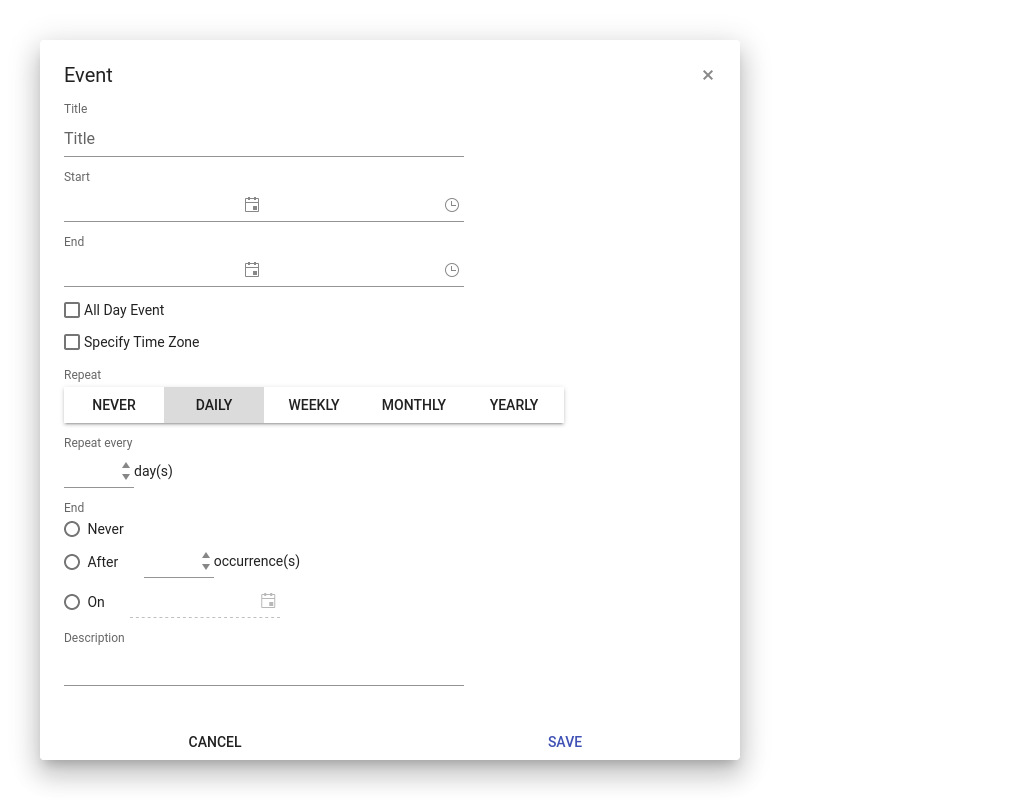 Event
Title
Title
Start
End
All Day Event
Specify Time Zone
Repeat
NEVER DAILY WEEKLY MONTHLY YEARLY
Repeat every
day(s)
End
Never
After occurrence(s)
On
Description
CANCEL SAVE